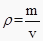 ρ = m/v